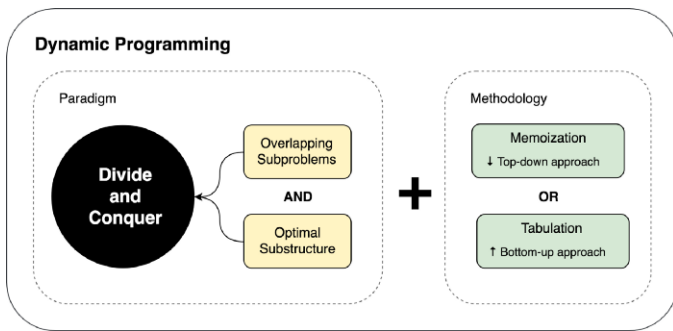 Dynamic Programming
Paradigm
Divide
and
Conquer
Overlapping
Subproblems
AND
Optimal
Substructure
+
Methodology
Memoization
↓ Top-down approach
OR
Tabulation
↑ Bottom-up approach